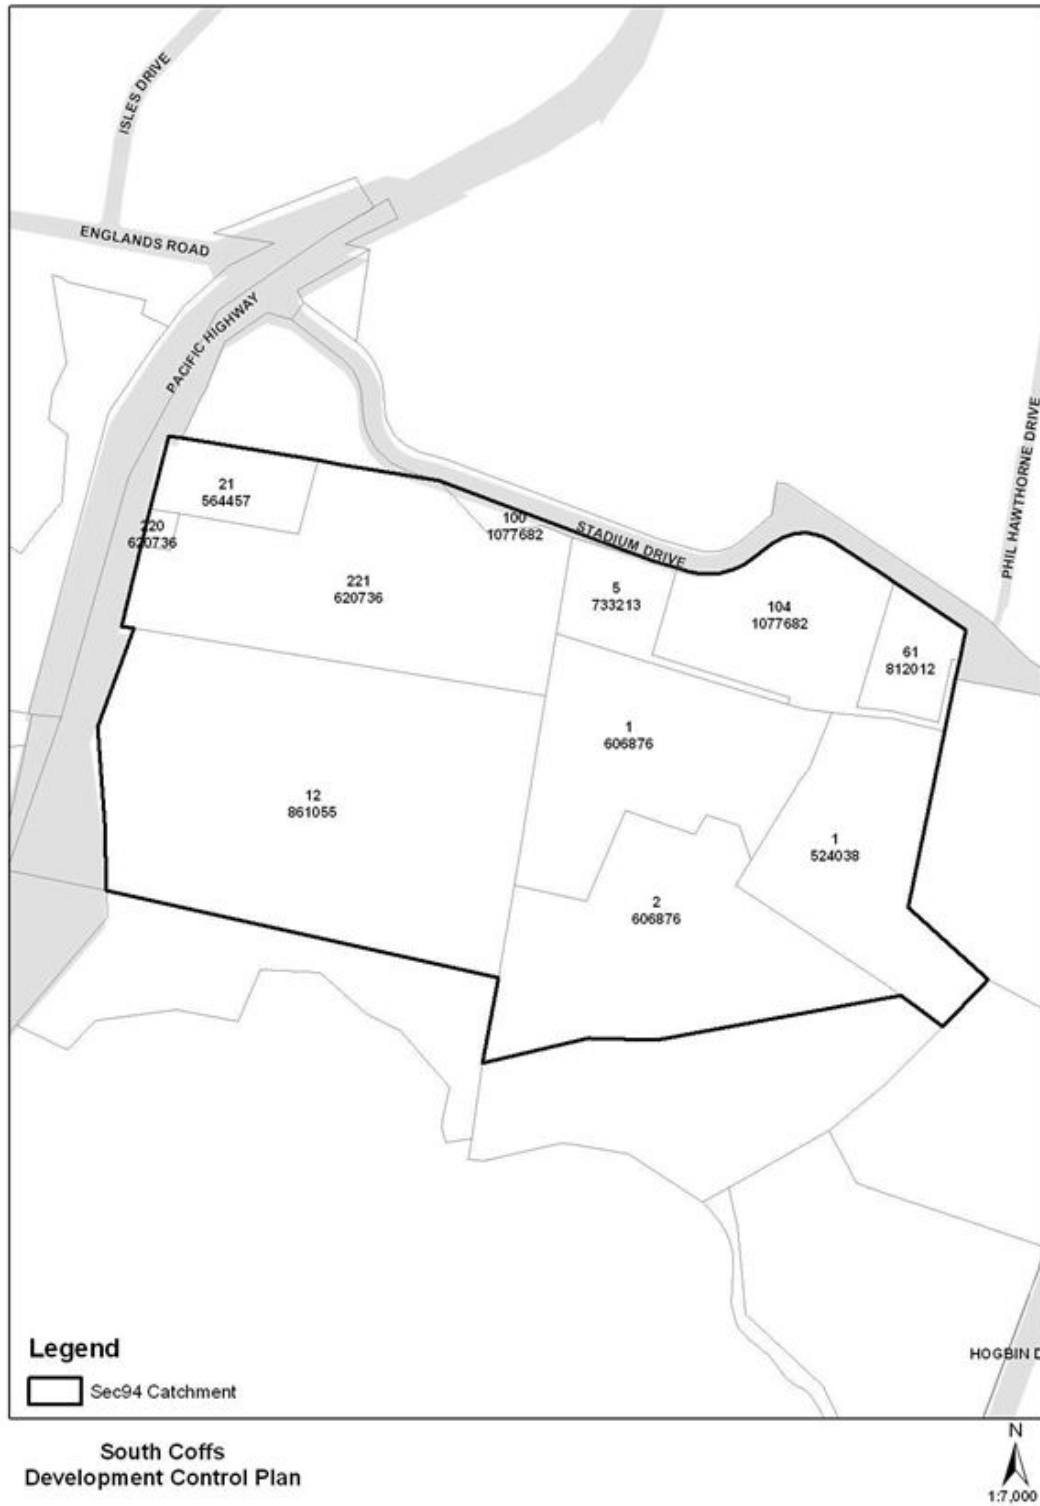 ISLES DRIVE
ENGLANDS ROAD
PACIFIC HIGHWAY
PHIL HAWTHORNE DRIVE
21
564457
220
620736
100
1077682
STADIUM DRIVE
221
620736
5
733213
104
1077682
61
812012
1
606876
12
861055
1
524038
2
606876
HOGBIN D
Legend
Sec94 Catchment
South Coffs
Development Control Plan
N
1:7,000